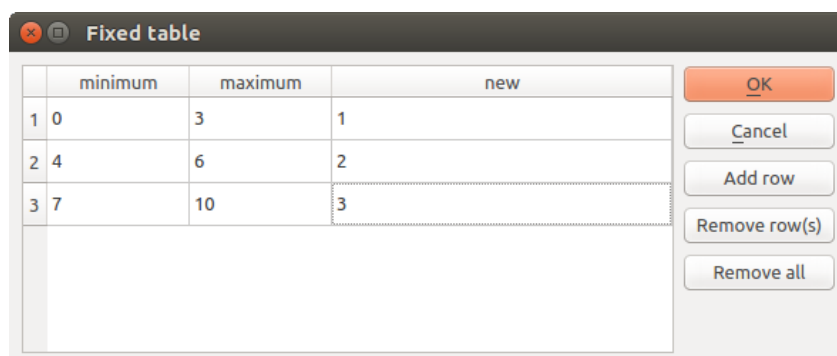 Fixed table
minimum maximum new
1 0 3 1
2 4 6 2
3 7 10 3
OK
Cancel
Add row
Remove row(s)
Remove all